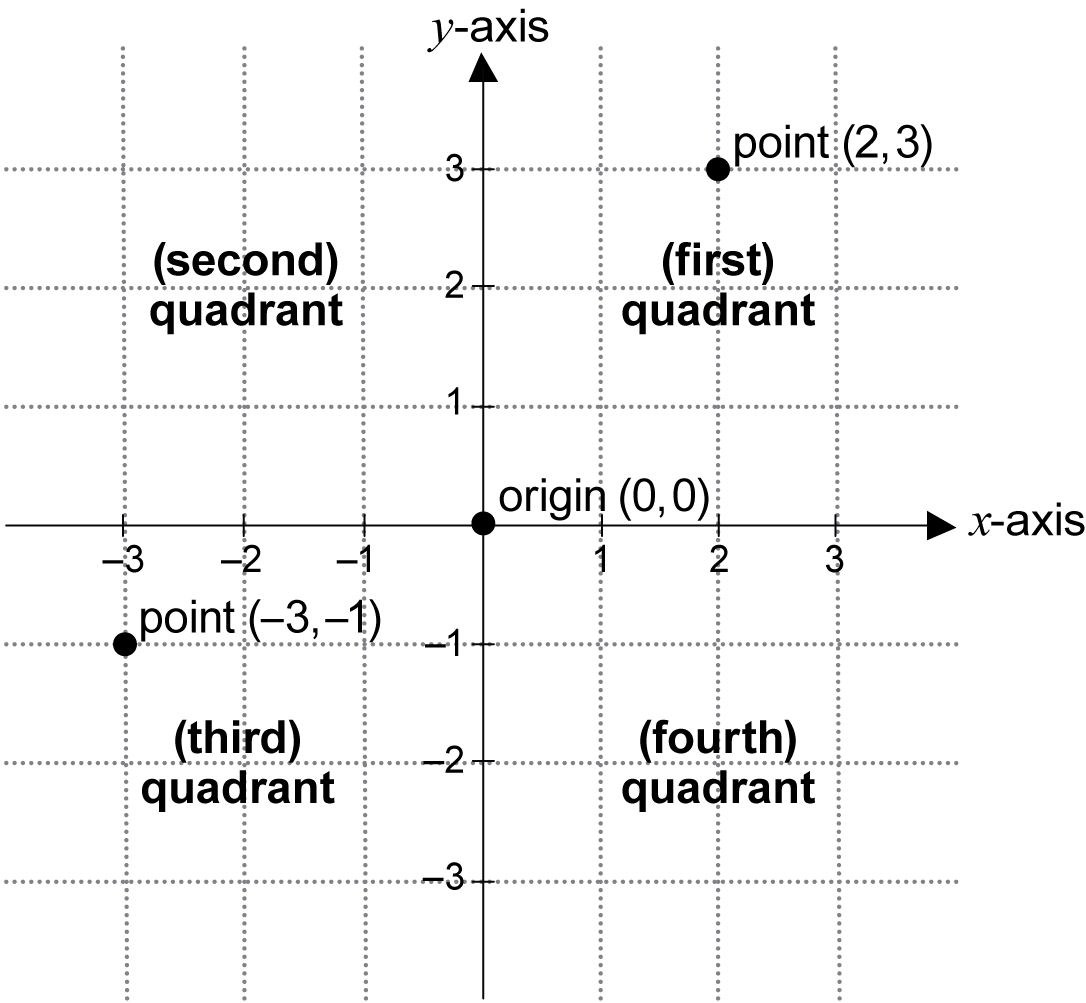 y-axis
3
point (2,3)
(second)
quadrant
(first)
quadrant
2
1
origin (0,0)
x-axis
–3
–2
–1
1
2
3
point (–3,–1)
–1
(third)
quadrant
(fourth)
quadrant
–2
–3